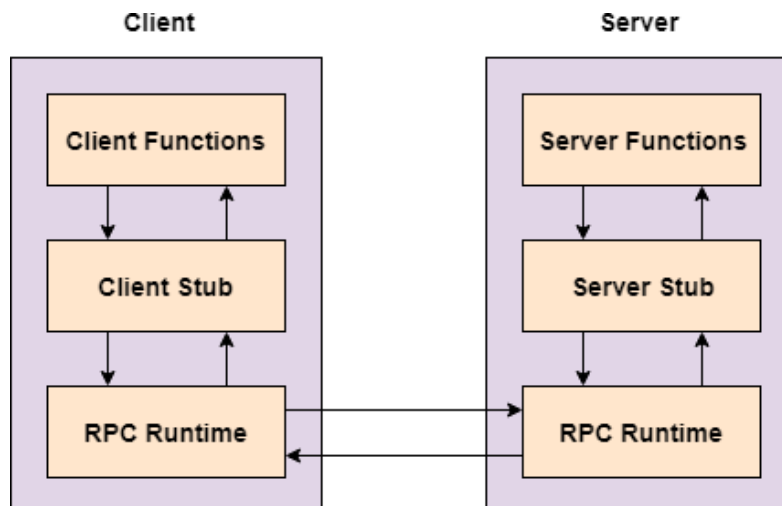 Client
Server
Client Functions
Server Functions
Client Stub
Server Stub
RPC Runtime
RPC Runtime